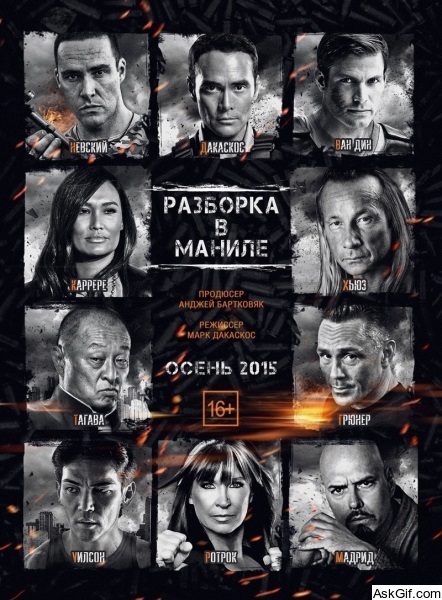 НЕВСКИЙ
ДАКАСКОС
ВАН ДИН
РАЗБОРКА
В
МАНИЛЕ
КАРРЕРЕ
ХЬЮЗ
ПРОДЮСЕР
АНДЖЕЙ БАРТКОВЯК
РЕЖИССЕР
МАРК ДАКАСКОС
ОСЕНЬ 2015
16+
ТАГАВА
ГРЮНЕР
УИЛСОН
РОТРОК
МАДРИД
AskGif.com